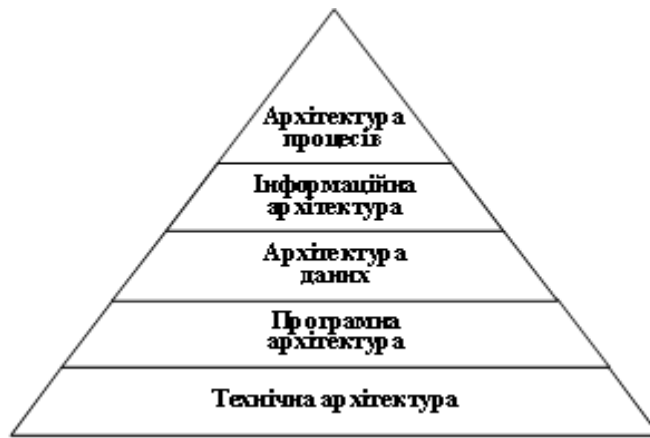 Архітектура
процесів
Інформаційна
архітектура
Архітектура
даних
Програмна
архітектура
Технічна архітектура